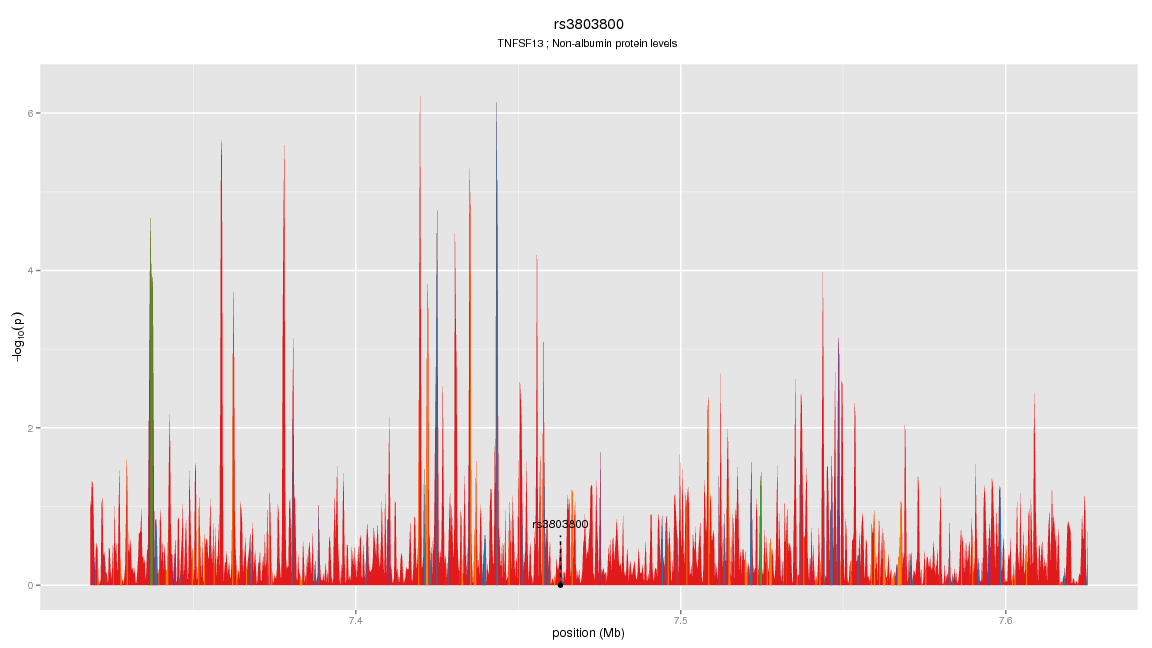 rs3803800
TNFSF13 ; Non-albumin protein levels
−log10(p)
6
4
2
0
rs3803800
7.4
7.5
7.6
position (Mb)